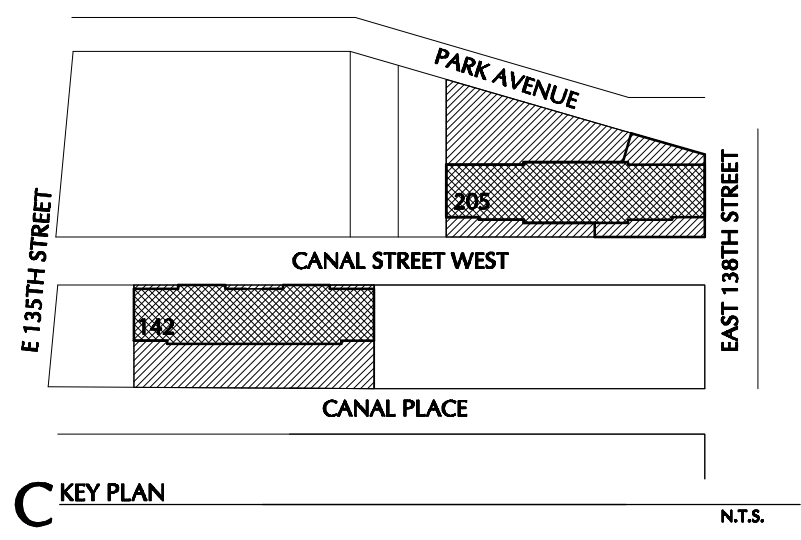 PARK AVENUE
205
EAST 138TH STREET
E 135TH STREET
CANAL STREET WEST
142
CANAL PLACE
C KEY PLAN
N.T.S.